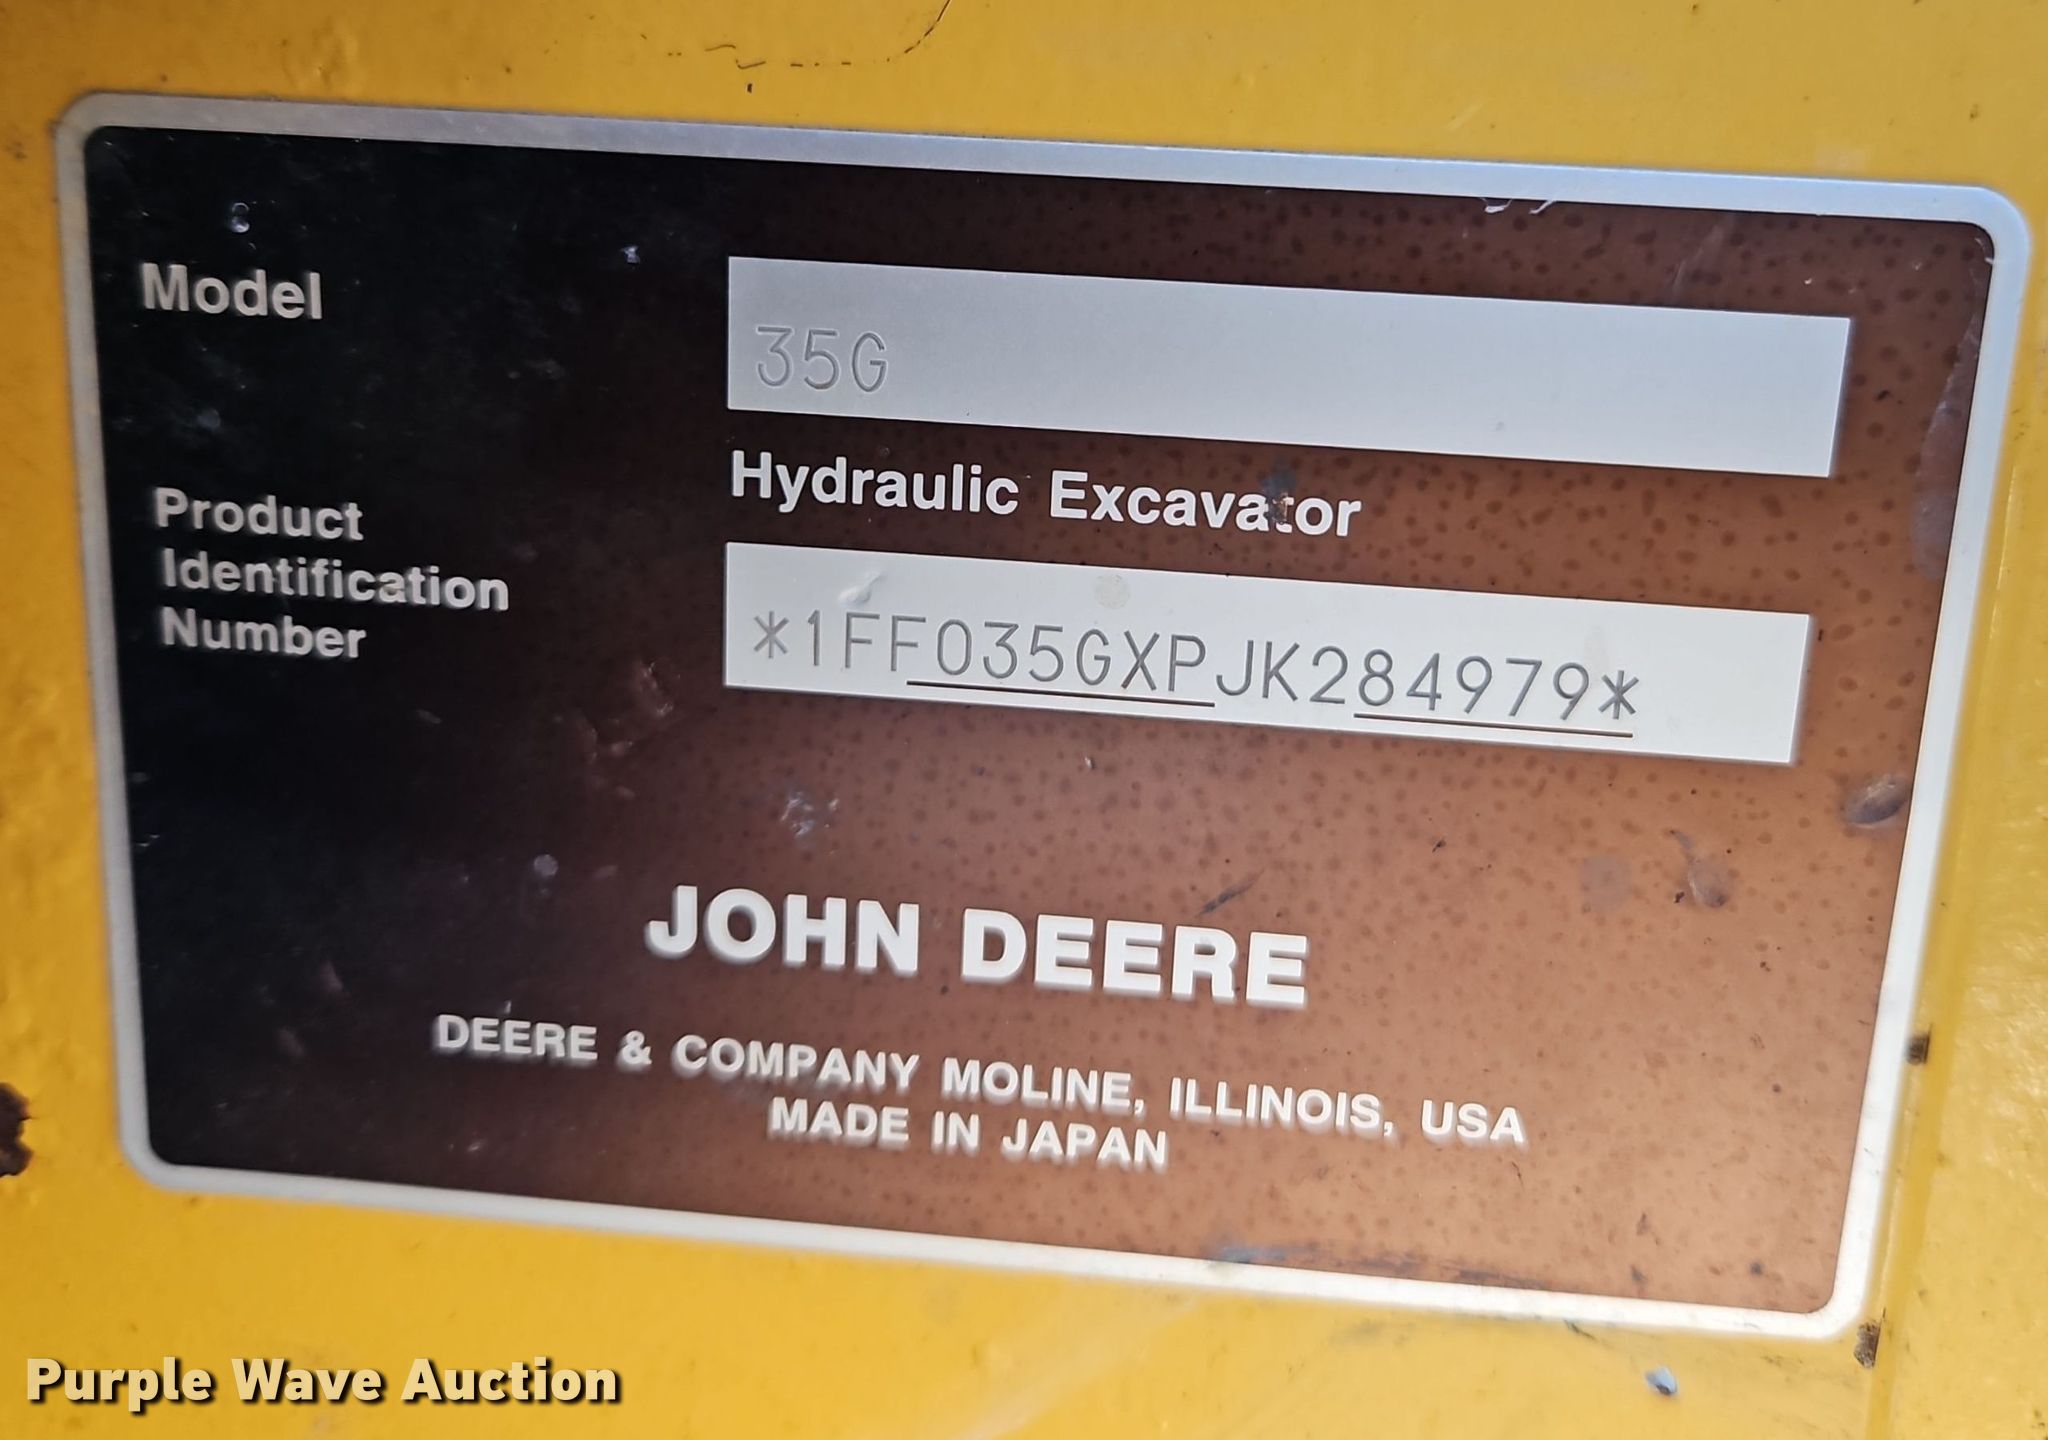 Model
35G
Hydraulic Excavator
Product
Identification
Number
*1FF035GXPJK284979*
JOHN DEERE
DEERE & COMPANY MOLINE, ILLINOIS, USA
MADE IN JAPAN
Purple Wave Auction